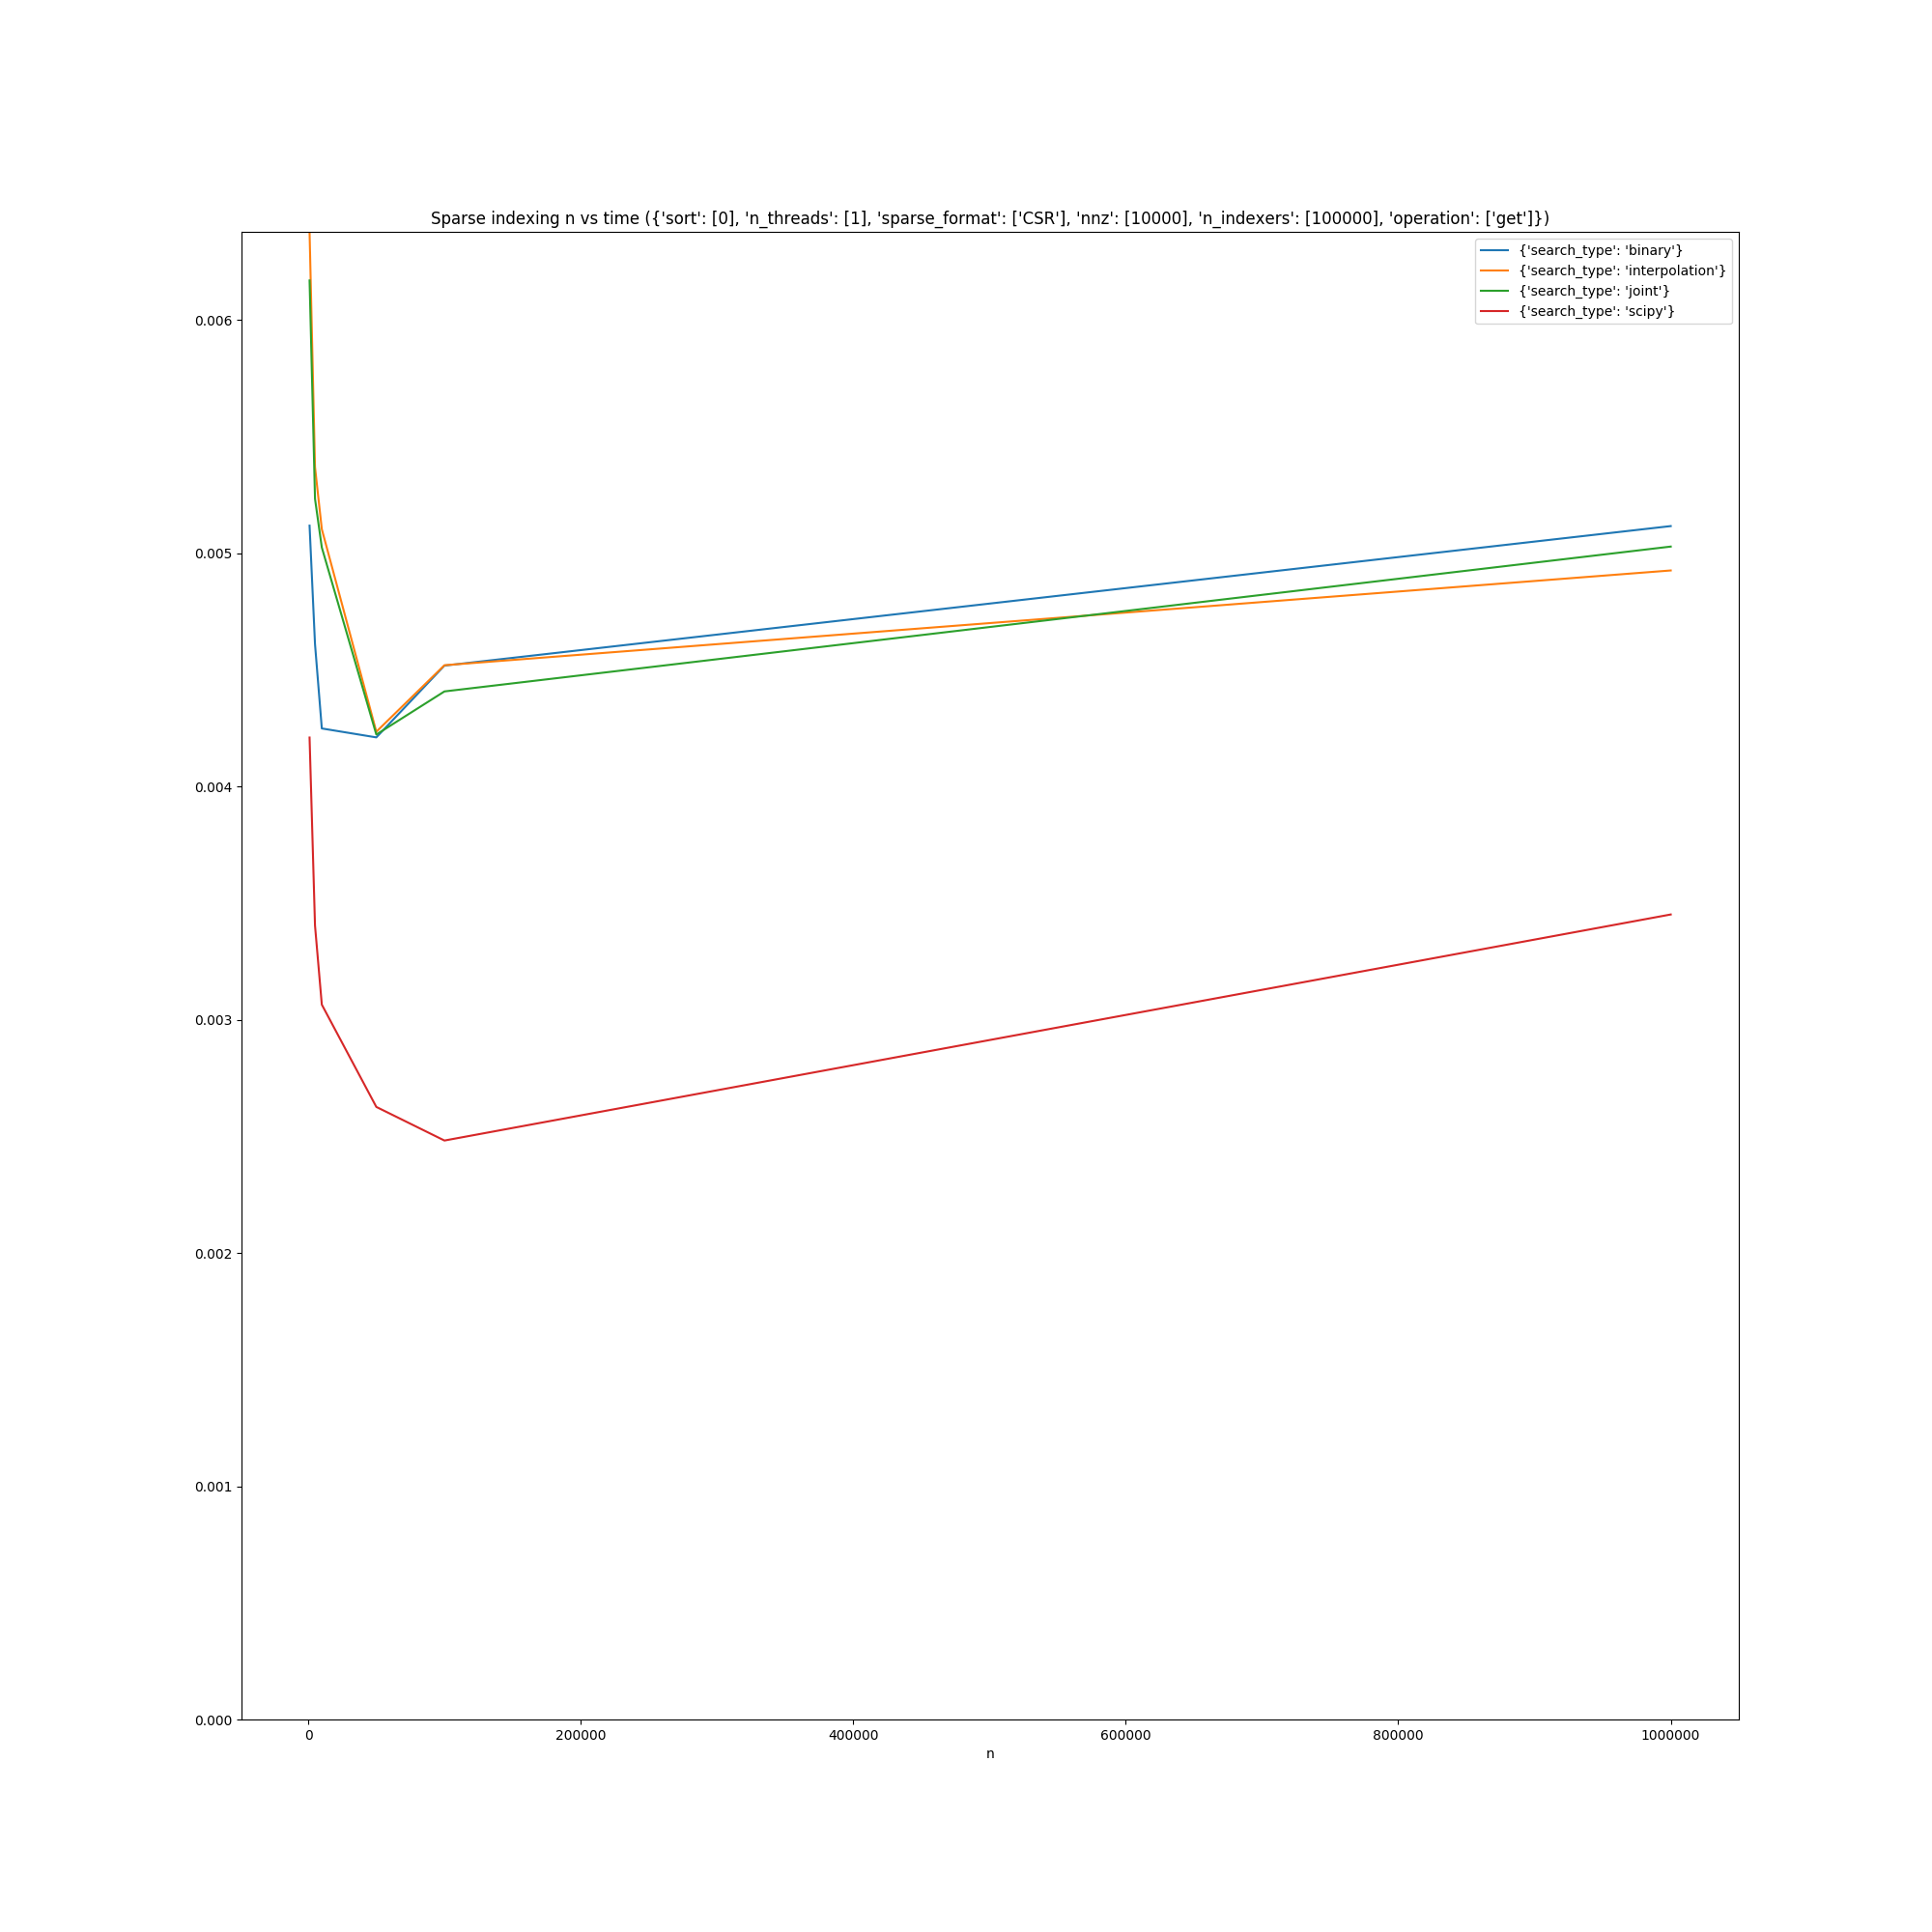 Sparse indexing n vs time ({'sort': [0], 'n_threads': [1], 'sparse_format': ['CSR'], 'nnz': [10000], 'n_indexers': [100000], 'operation': ['get']})
{'search_type': 'binary'}
{'search_type': 'interpolation'}
{'search_type': 'joint'}
{'search_type': 'scipy'}
0.006
0.005
0.004
0.003
0.002
0.001
0.000
0 200000 400000 600000 800000 1000000
n